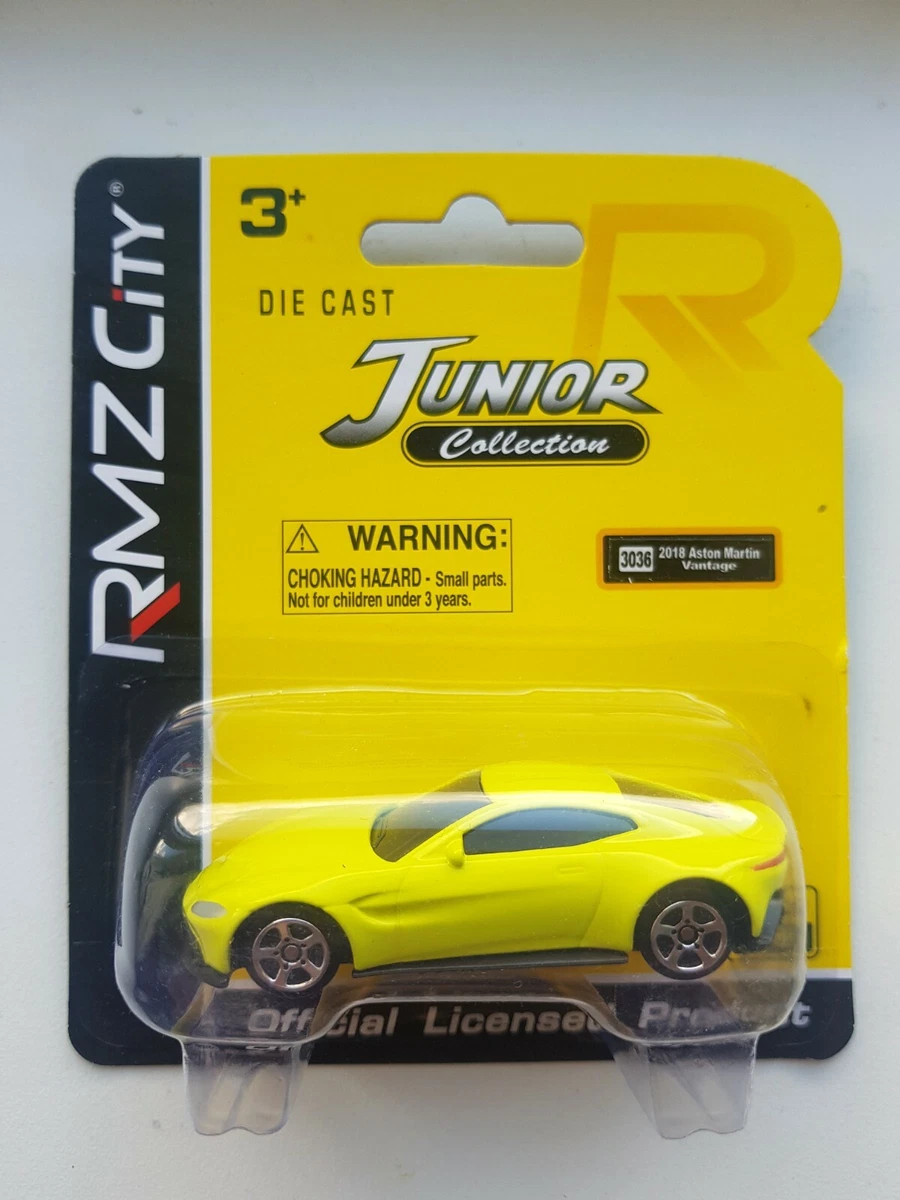 RMZ CiTY®
3+
DIE CAST
JUNIOR
Collection
WARNING:
CHOKING HAZARD - Small parts.
Not for children under 3 years.
3036
2018 Aston Martin
Vantage
Official Licensed Product